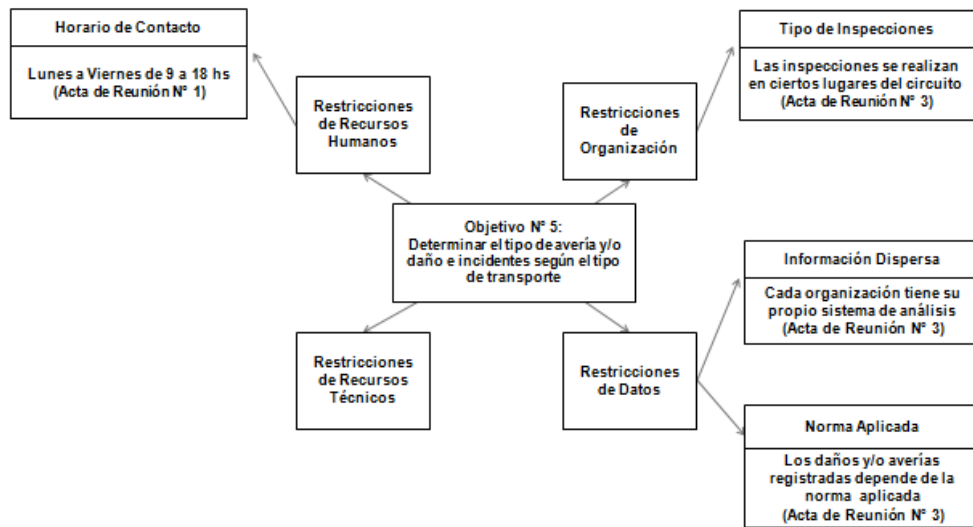 Horario de Contacto
Lunes a Viernes de 9 a 18 hs
(Acta de Reunión N° 1)
Restricciones
de Recursos
Humanos
Restricciones
de
Organización
Tipo de Inspecciones
Las inspecciones se realizan
en ciertos lugares del circuito
(Acta de Reunión N° 3)
Objetivo N° 5:
Determinar el tipo de avería y/o
daño e incidentes según el tipo
de transporte
Restricciones
de Recursos
Técnicos
Restricciones
de Datos
Información Dispersa
Cada organización tiene su
propio sistema de análisis
(Acta de Reunión N° 3)
Norma Aplicada
Los daños y/o averías
registradas depende de la
norma aplicada
(Acta de Reunión N° 3)